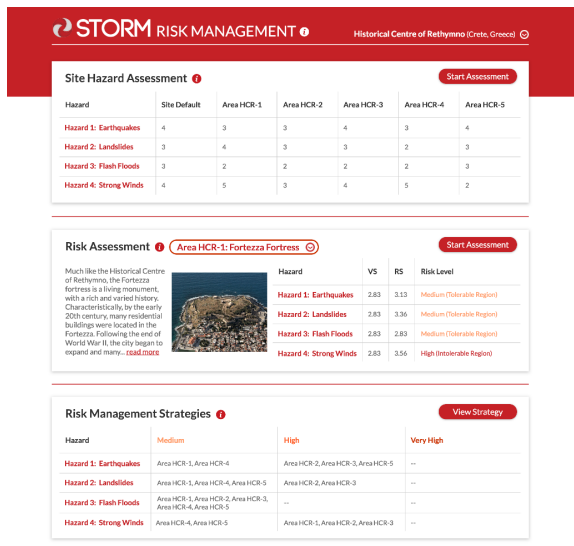 STORM RISK MANAGEMENT i
Historical Centre of Rethymno (Crete, Greece)
Site Hazard Assessment i
Start Assessment
Hazard Site Default Area HCR-1 Area HCR-2 Area HCR-3 Area HCR-4 Area HCR-5
Hazard 1: Earthquakes 4 3 3 4 3 4
Hazard 2: Landslides 3 4 3 3 2 3
Hazard 3: Flash Floods 3 2 2 2 2 3
Hazard 4: Strong Winds 4 5 3 4 5 2
Risk Assessment i Area HCR-1: Fortezza Fortress
Start Assessment
Much like the Historical Centre
of Rethymno, the Fortezza
fortress is a living monument,
with a rich and varied history.
Characteristically, by the early
20th century, many residential
buildings were located in the
Fortezza. Following the end of
World War II, the city began to
expand and many... read more
Hazard VS RS Risk Level
Hazard 1: Earthquakes 2.83 3.13 Medium (Tolerable Region)
Hazard 2: Landslides 2.83 3.36 Medium (Tolerable Region)
Hazard 3: Flash Floods 2.83 2.83 Medium (Tolerable Region)
Hazard 4: Strong Winds 2.83 3.56 High (Intolerable Region)
Risk Management Strategies i
View Strategy
Hazard Medium High Very High
Hazard 1: Earthquakes Area HCR-1, Area HCR-4 Area HCR-2, Area HCR-3, Area HCR-5 --
Hazard 2: Landslides Area HCR-1, Area HCR-4, Area HCR-5 Area HCR-2, Area HCR-3 --
Hazard 3: Flash Floods Area HCR-1, Area HCR-2, Area HCR-3,
Area HCR-4, Area HCR-5 -- --
Hazard 4: Strong Winds Area HCR-4, Area HCR-5 Area HCR-1, Area HCR-2, Area HCR-3 --